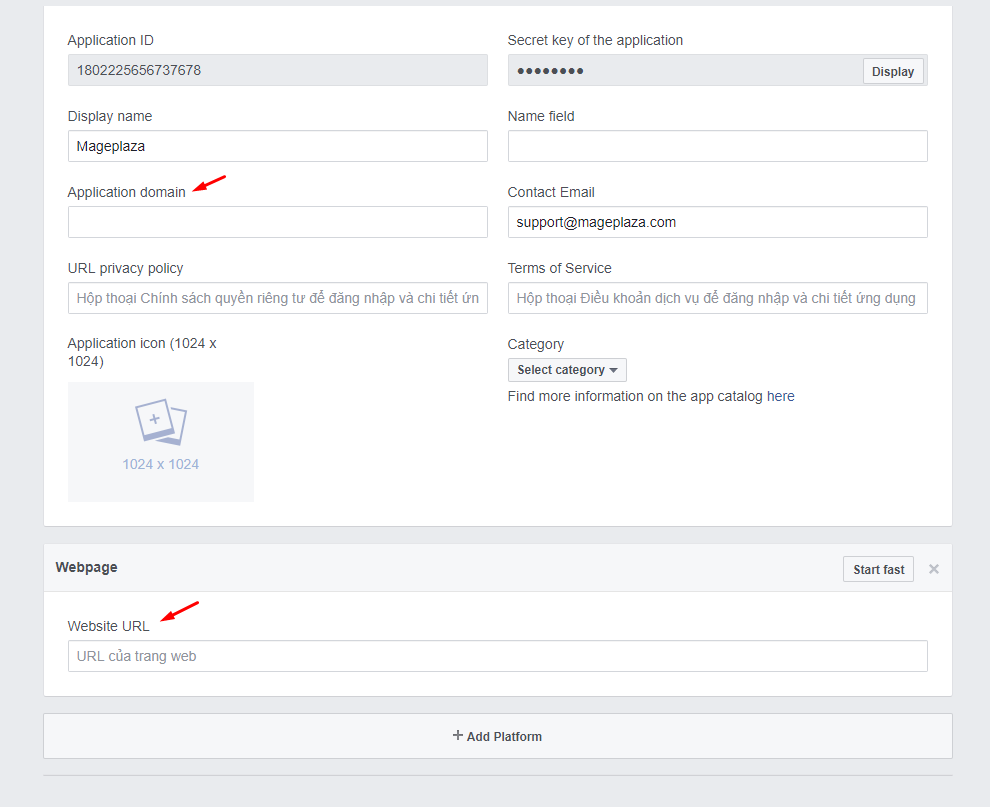 Application ID
Secret key of the application
1802225656737678
●●●●●●●●
Display
Display name
Name field
Mageplaza
Application domain
Contact Email
support@mageplaza.com
URL privacy policy
Terms of Service
Hộp thoại Chính sách quyền riêng tư để đăng nhập và chi tiết ứn
Hộp thoại Điều khoản dịch vụ để đăng nhập và chi tiết ứng dụng
Application icon (1024 x
1024)
Category
Select category
Find more information on the app catalog here
1024 x 1024
Webpage
Start fast
Website URL
URL của trang web
+ Add Platform